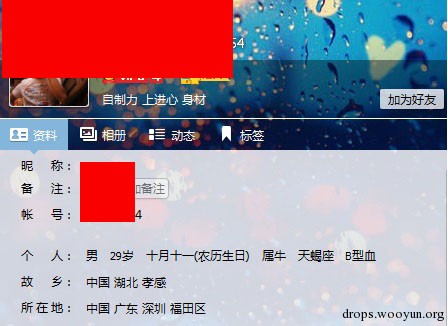 54
自制力 上进心 身材
加为好友
资料 相册 动态 标签
昵 称:
备 注: 加备注
帐 号: 4
个 人: 男 29岁 十月十一(农历生日) 属牛 天蝎座 B型血
故 乡: 中国 湖北 孝感
所在地: 中国 广东 深圳 福田区
drops.wooyun.org